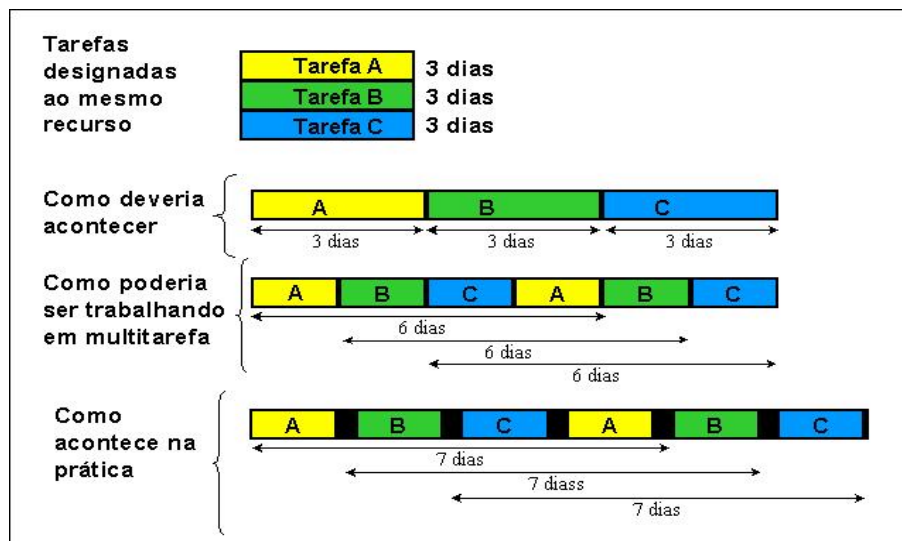 Tarefas
designadas
ao mesmo
recurso
Tarefa A 3 dias
Tarefa B 3 dias
Tarefa C 3 dias
Como deveria
acontecer
A B C
3 dias 3 dias 3 dias
Como poderia
ser trabalhando
em multitarefa
A B C A B C
6 dias
6 dias
6 dias
Como
acontece na
prática
A B C A B C
7 dias
7 diass
7 dias